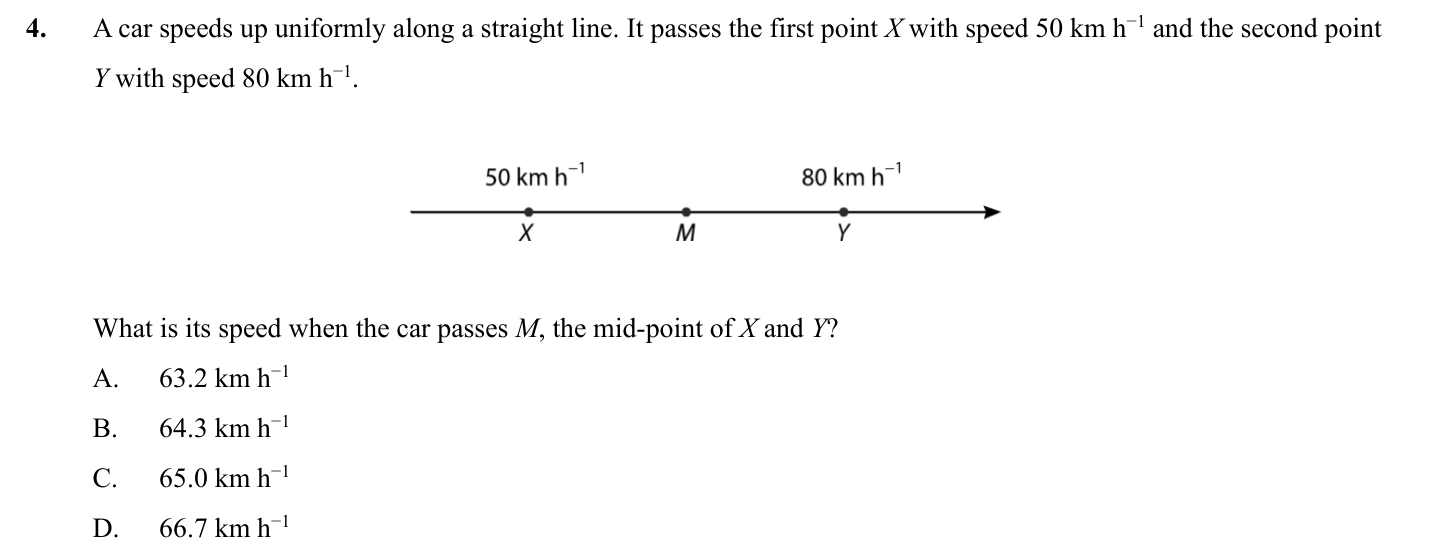 4. A car speeds up uniformly along a straight line. It passes the first point X with speed 50 km h⁻¹ and the second point
Y with speed 80 km h⁻¹.
50 km h⁻¹ 80 km h⁻¹
X M Y
What is its speed when the car passes M, the mid-point of X and Y?
A. 63.2 km h⁻¹
B. 64.3 km h⁻¹
C. 65.0 km h⁻¹
D. 66.7 km h⁻¹